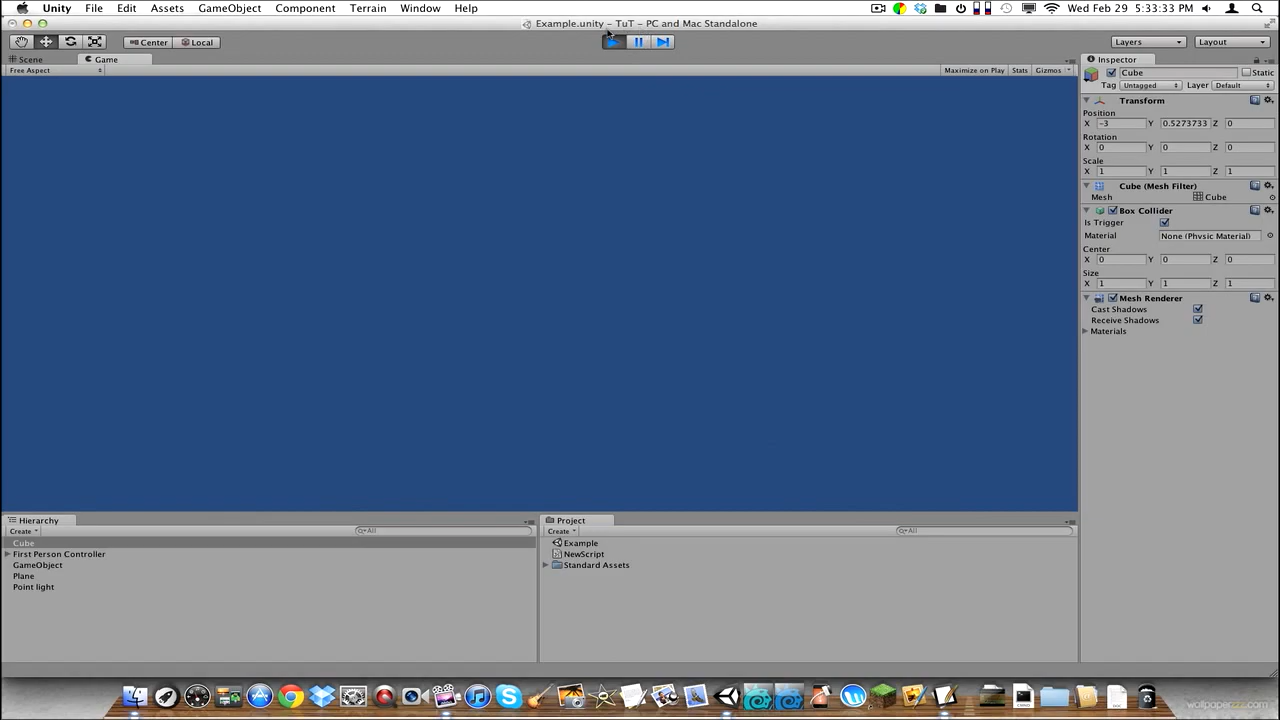 Unity File Edit Assets GameObject Component Terrain Window Help Wed Feb 29 5:33:33 PM
Example.unity – TuT – PC and Mac Standalone
Center Local Layers Layout
Scene Game Inspector
Free Aspect Maximize on Play Stats Gizmos
Cube Static
Tag Untagged Layer Default
Transform
Position
X -3 Y 0.5273733 Z 0
Rotation
X 0 Y 0 Z 0
Scale
X 1 Y 1 Z 1
Cube (Mesh Filter)
Mesh Cube
Box Collider
Is Trigger
Material None (Physic Material)
Center
X 0 Y 0 Z 0
Size
X 1 Y 1 Z 1
Mesh Renderer
Cast Shadows
Receive Shadows
Materials
Hierarchy
Create All
Cube
First Person Controller
GameObject
Plane
Point light
Project
Create All
Example
NewScript
Standard Assets